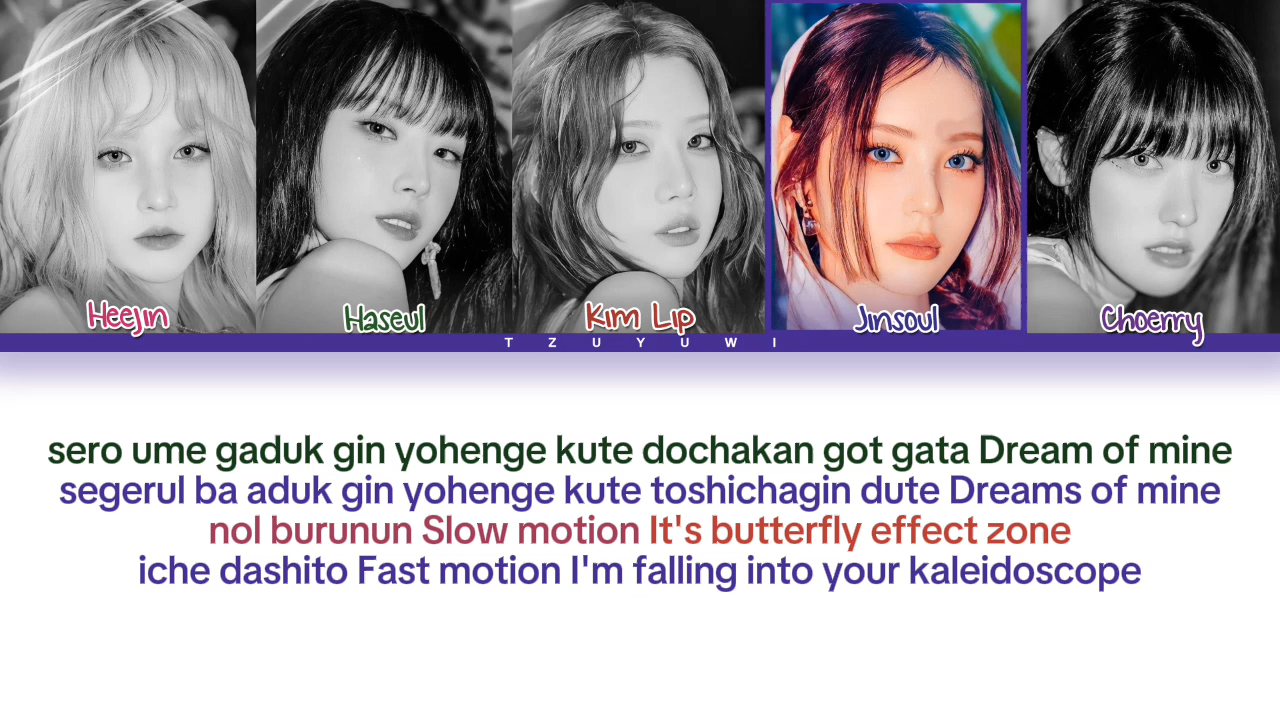 Heejin Haseul Kim Lip Jinsoul Choerry
T Z U Y U W I
sero ume gaduk gin yohenge kute dochakan got gata Dream of mine
segerul ba aduk gin yohenge kute toshichagin dute Dreams of mine
nol burunun Slow motion It's butterfly effect zone
iche dashito Fast motion I'm falling into your kaleidoscope